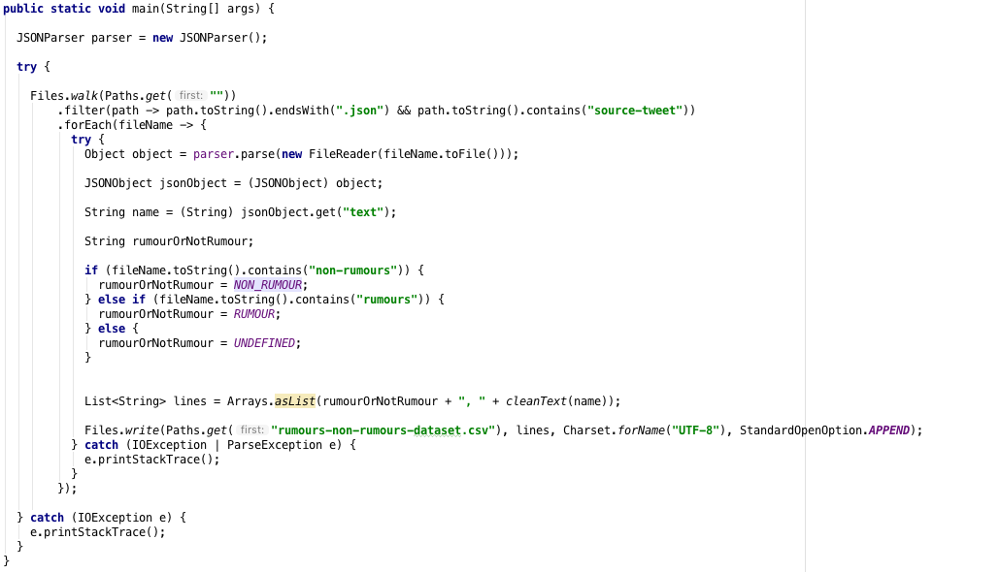 public static void main(String[] args) {
JSONParser parser = new JSONParser();
try {
Files.walk(Paths.get( first: ""))
.filter(path -> path.toString().endsWith(".json") && path.toString().contains("source-tweet"))
.forEach(fileName -> {
try {
Object object = parser.parse(new FileReader(fileName.toFile()));
JSONObject jsonObject = (JSONObject) object;
String name = (String) jsonObject.get("text");
String rumourOrNotRumour;
if (fileName.toString().contains("non-rumours")) {
rumourOrNotRumour = NON_RUMOUR;
} else if (fileName.toString().contains("rumours")) {
rumourOrNotRumour = RUMOUR;
} else {
rumourOrNotRumour = UNDEFINED;
}
List<String> lines = Arrays.asList(rumourOrNotRumour + ", " + cleanText(name));
Files.write(Paths.get( first: "rumours-non-rumours-dataset.csv"), lines, Charset.forName("UTF-8"), StandardOpenOption.APPEND);
} catch (IOException | ParseException e) {
e.printStackTrace();
}
});
} catch (IOException e) {
e.printStackTrace();
}
}